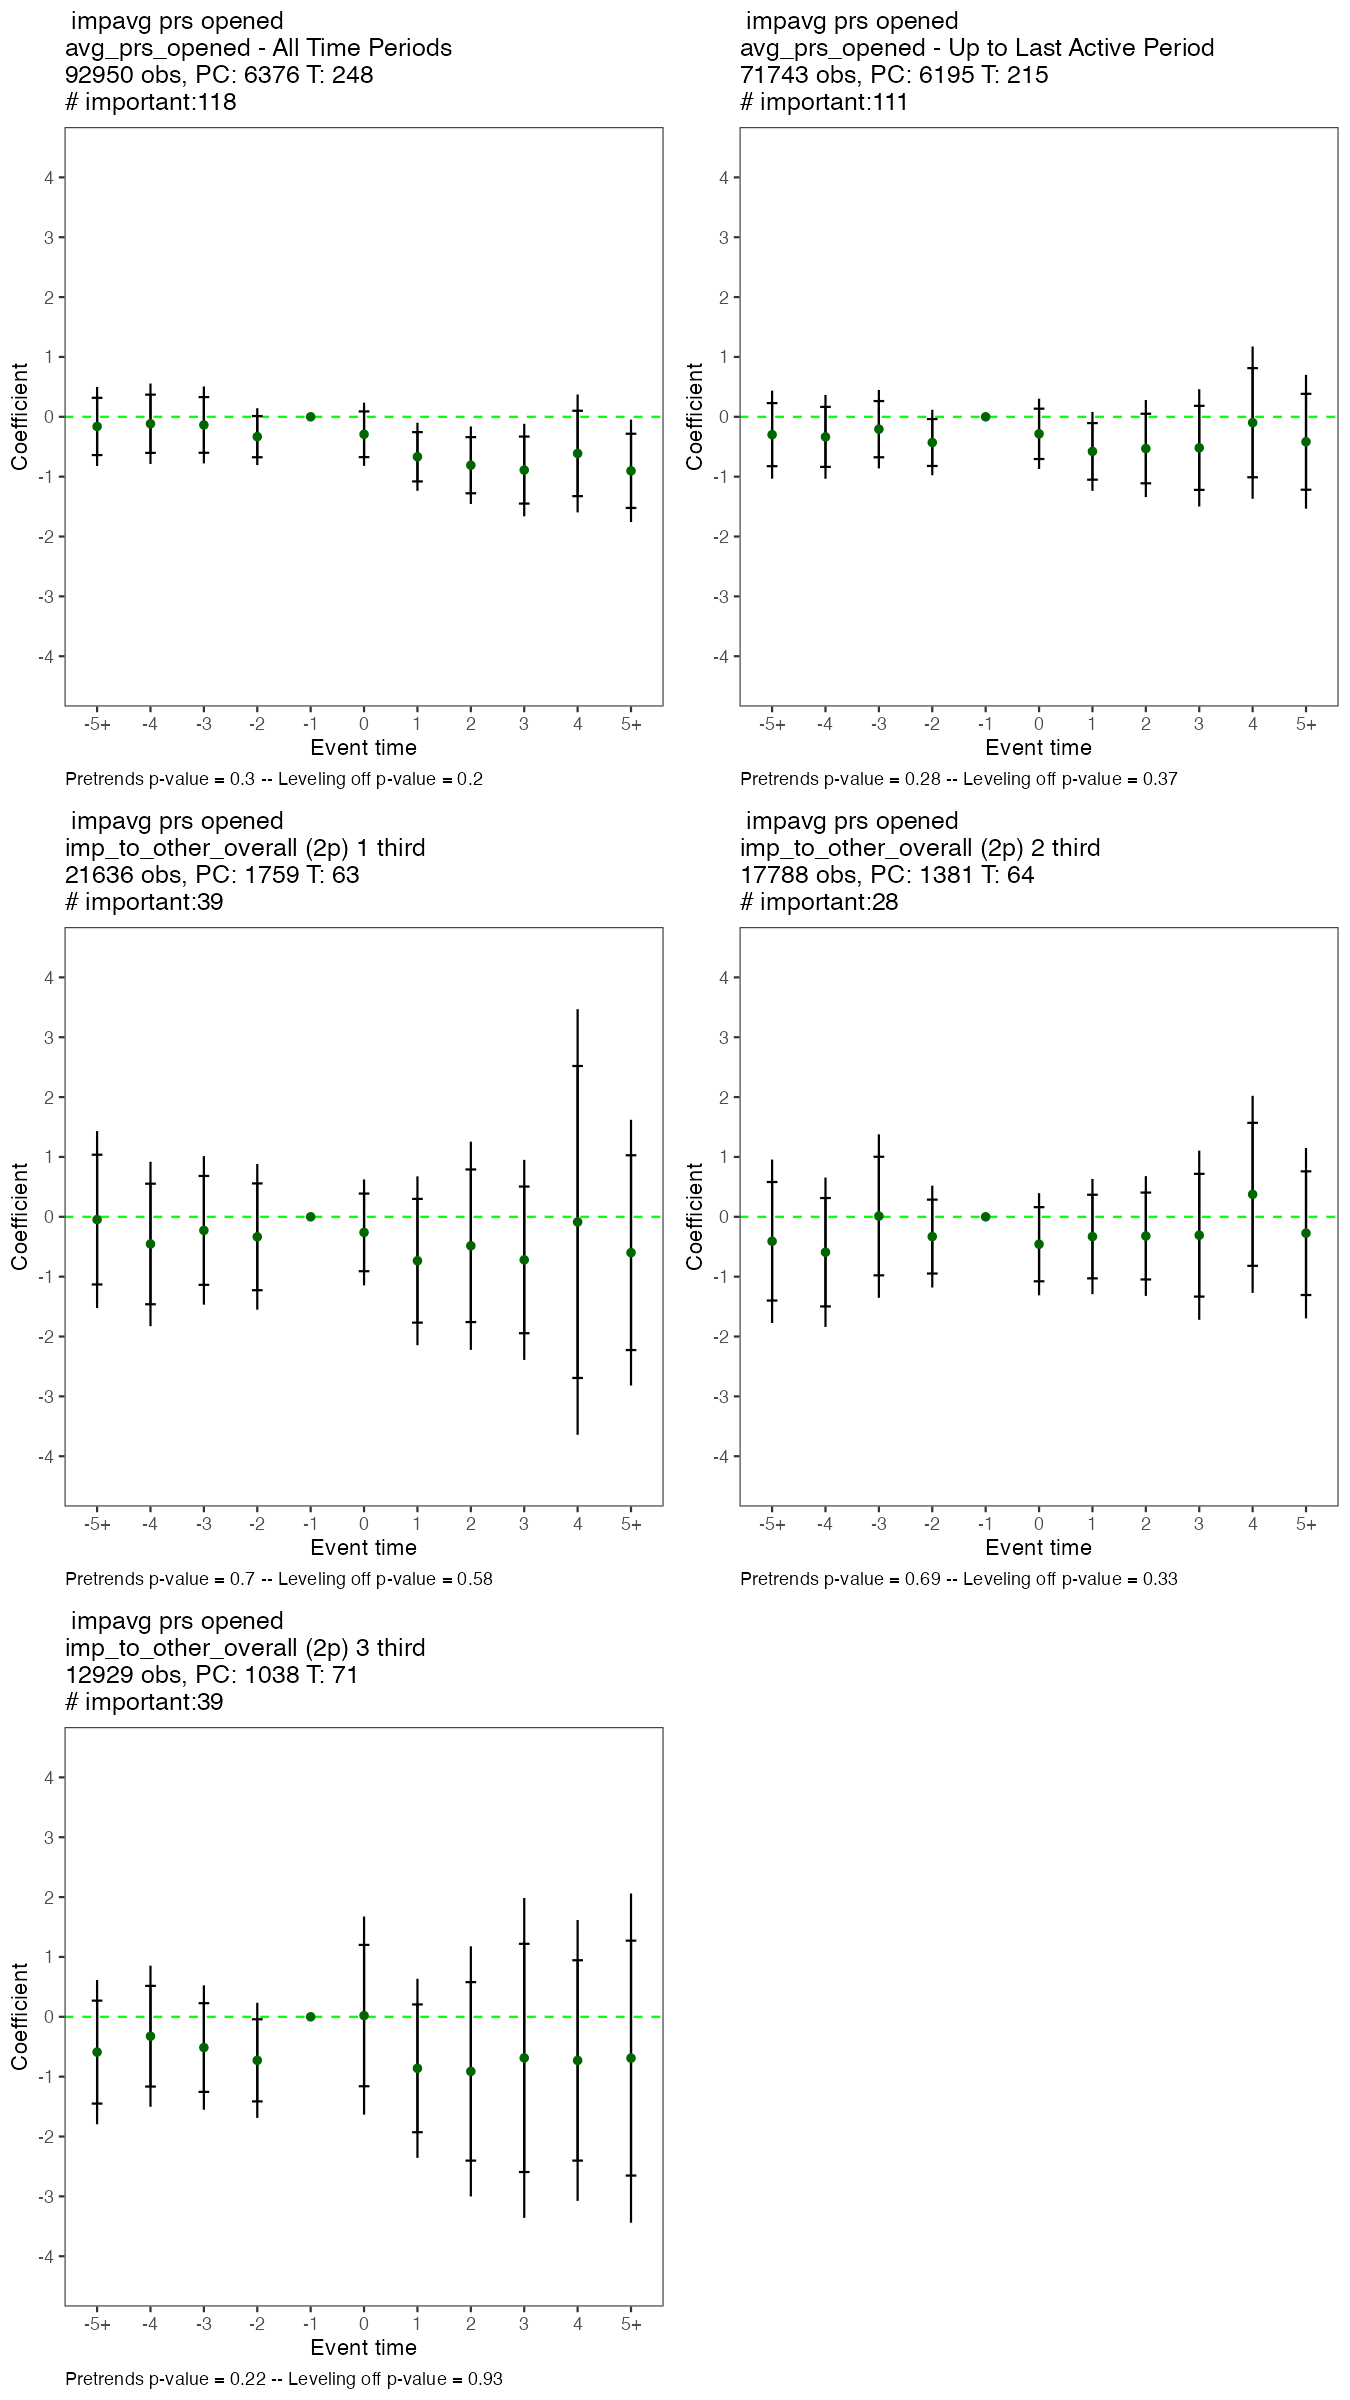 impavg prs opened
avg_prs_opened - All Time Periods
92950 obs, PC: 6376 T: 248
# important:118
Coefficient
4
3
2
1
0
-1
-2
-3
-4
-5+ -4 -3 -2 -1 0 1 2 3 4 5+
Event time
Pretrends p-value = 0.3 -- Leveling off p-value = 0.2
impavg prs opened
avg_prs_opened - Up to Last Active Period
71743 obs, PC: 6195 T: 215
# important:111
Coefficient
4
3
2
1
0
-1
-2
-3
-4
-5+ -4 -3 -2 -1 0 1 2 3 4 5+
Event time
Pretrends p-value = 0.28 -- Leveling off p-value = 0.37
impavg prs opened
imp_to_other_overall (2p) 1 third
21636 obs, PC: 1759 T: 63
# important:39
Coefficient
4
3
2
1
0
-1
-2
-3
-4
-5+ -4 -3 -2 -1 0 1 2 3 4 5+
Event time
Pretrends p-value = 0.7 -- Leveling off p-value = 0.58
impavg prs opened
imp_to_other_overall (2p) 2 third
17788 obs, PC: 1381 T: 64
# important:28
Coefficient
4
3
2
1
0
-1
-2
-3
-4
-5+ -4 -3 -2 -1 0 1 2 3 4 5+
Event time
Pretrends p-value = 0.69 -- Leveling off p-value = 0.33
impavg prs opened
imp_to_other_overall (2p) 3 third
12929 obs, PC: 1038 T: 71
# important:39
Coefficient
4
3
2
1
0
-1
-2
-3
-4
-5+ -4 -3 -2 -1 0 1 2 3 4 5+
Event time
Pretrends p-value = 0.22 -- Leveling off p-value = 0.93